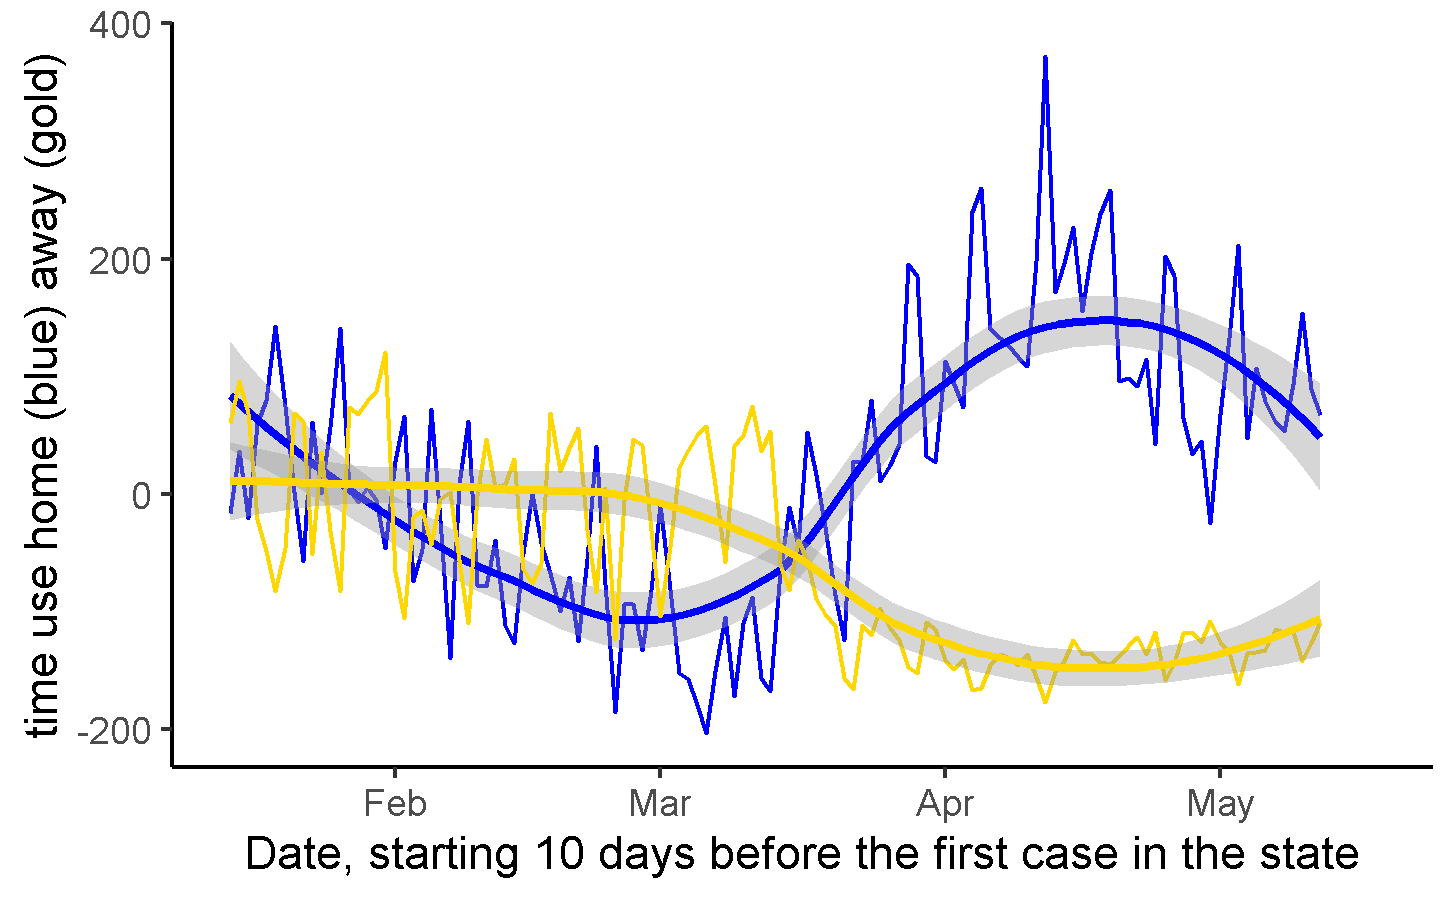 time use home (blue) away (gold)
400
200
0
-200
Feb Mar Apr May
Date, starting 10 days before the first case in the state